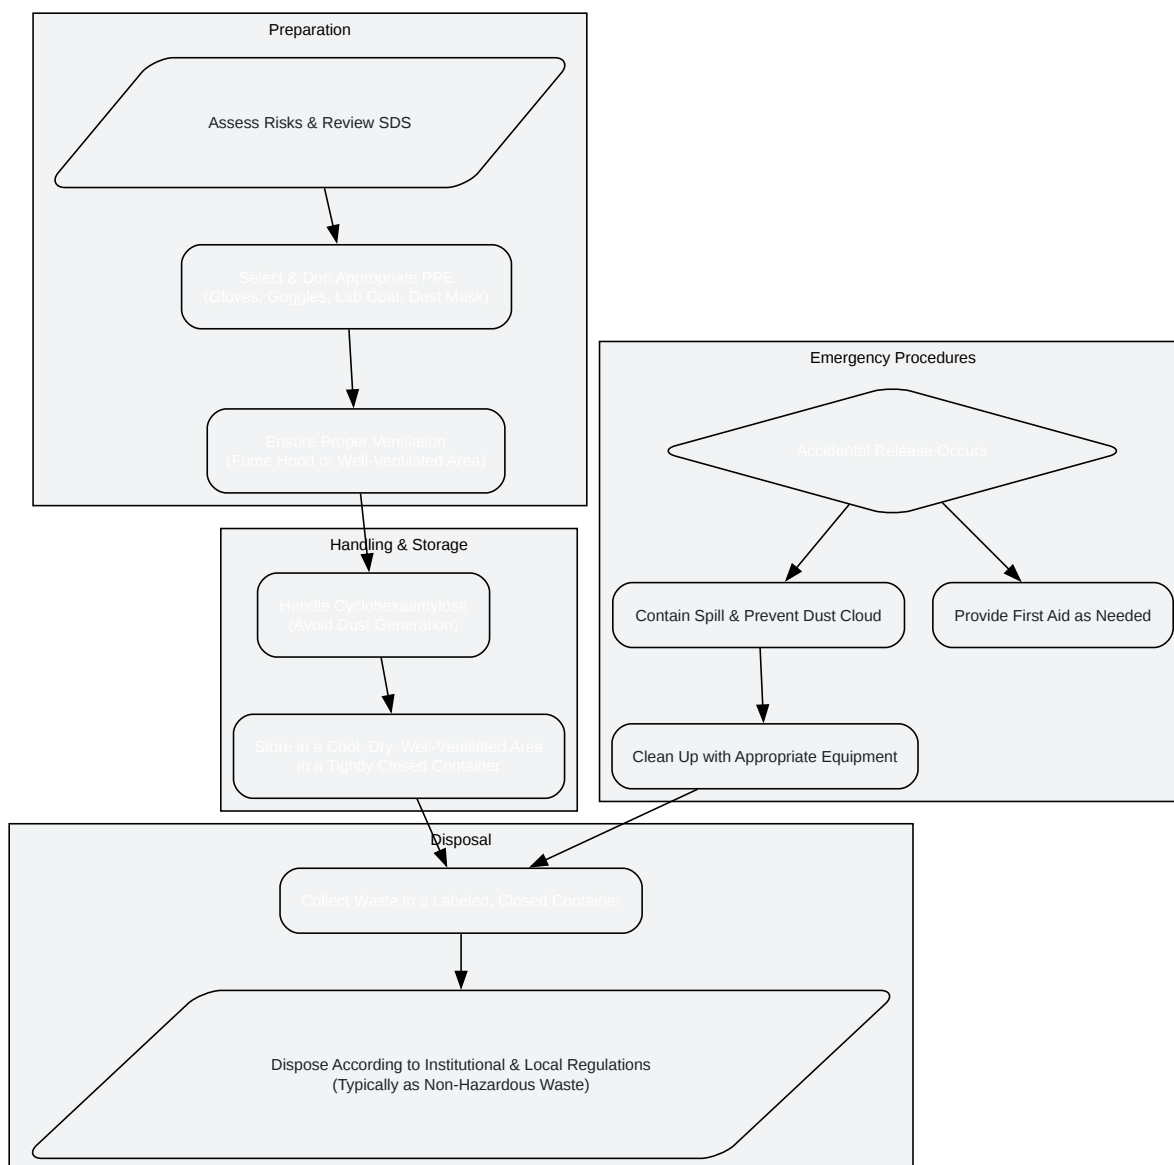 Preparation
Assess Risks & Review SDS
Select & Don Appropriate PPE
(Gloves, Goggles, Lab Coat, Dust Mask)
Ensure Proper Ventilation
(Fume Hood or Well-Ventilated Area)
Handling & Storage
Handle Cyclohexaamylose
(Avoid Dust Generation)
Store in a Cool, Dry, Well-Ventilated Area
in a Tightly Closed Container
Emergency Procedures
Accidental Release Occurs
Contain Spill & Prevent Dust Cloud
Provide First Aid as Needed
Clean Up with Appropriate Equipment
Disposal
Collect Waste in a Labeled, Closed Container
Dispose According to Institutional & Local Regulations
(Typically as Non-Hazardous Waste)